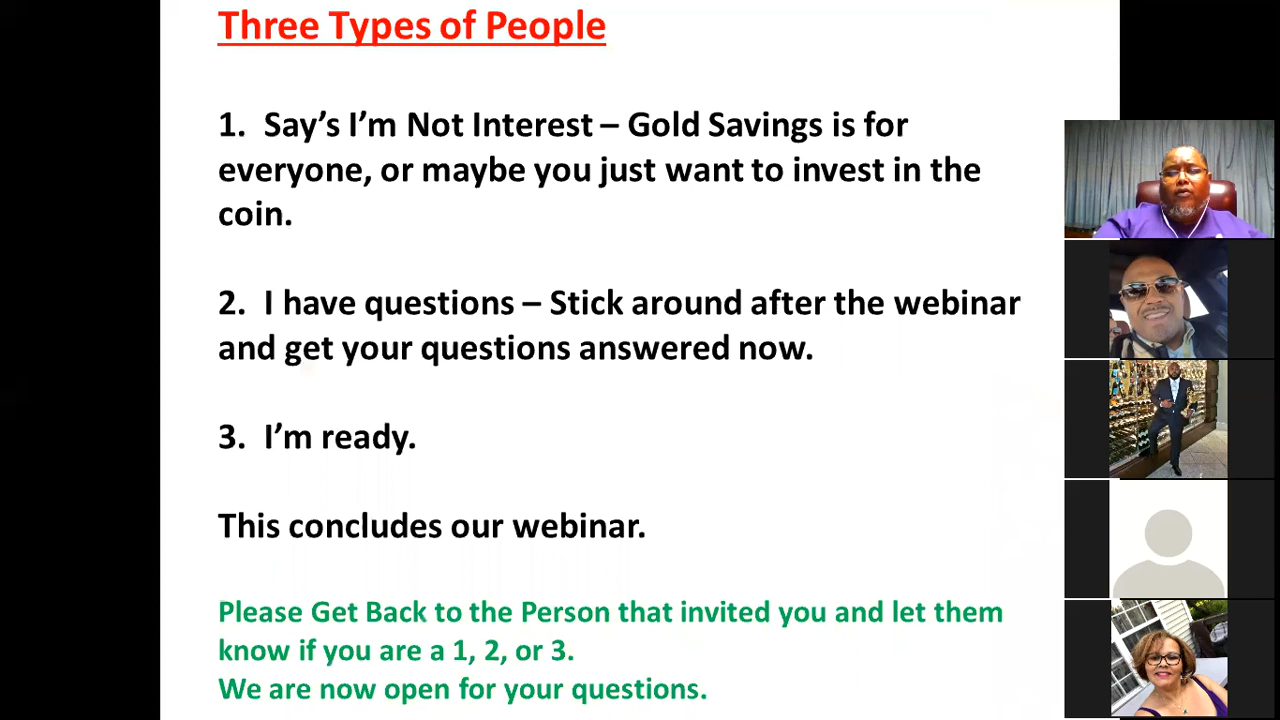 Three Types of People
1. Say's I'm Not Interest – Gold Savings is for
everyone, or maybe you just want to invest in the
coin.
2. I have questions – Stick around after the webinar
and get your questions answered now.
3. I'm ready.
This concludes our webinar.
Please Get Back to the Person that invited you and let them
know if you are a 1, 2, or 3.
We are now open for your questions.